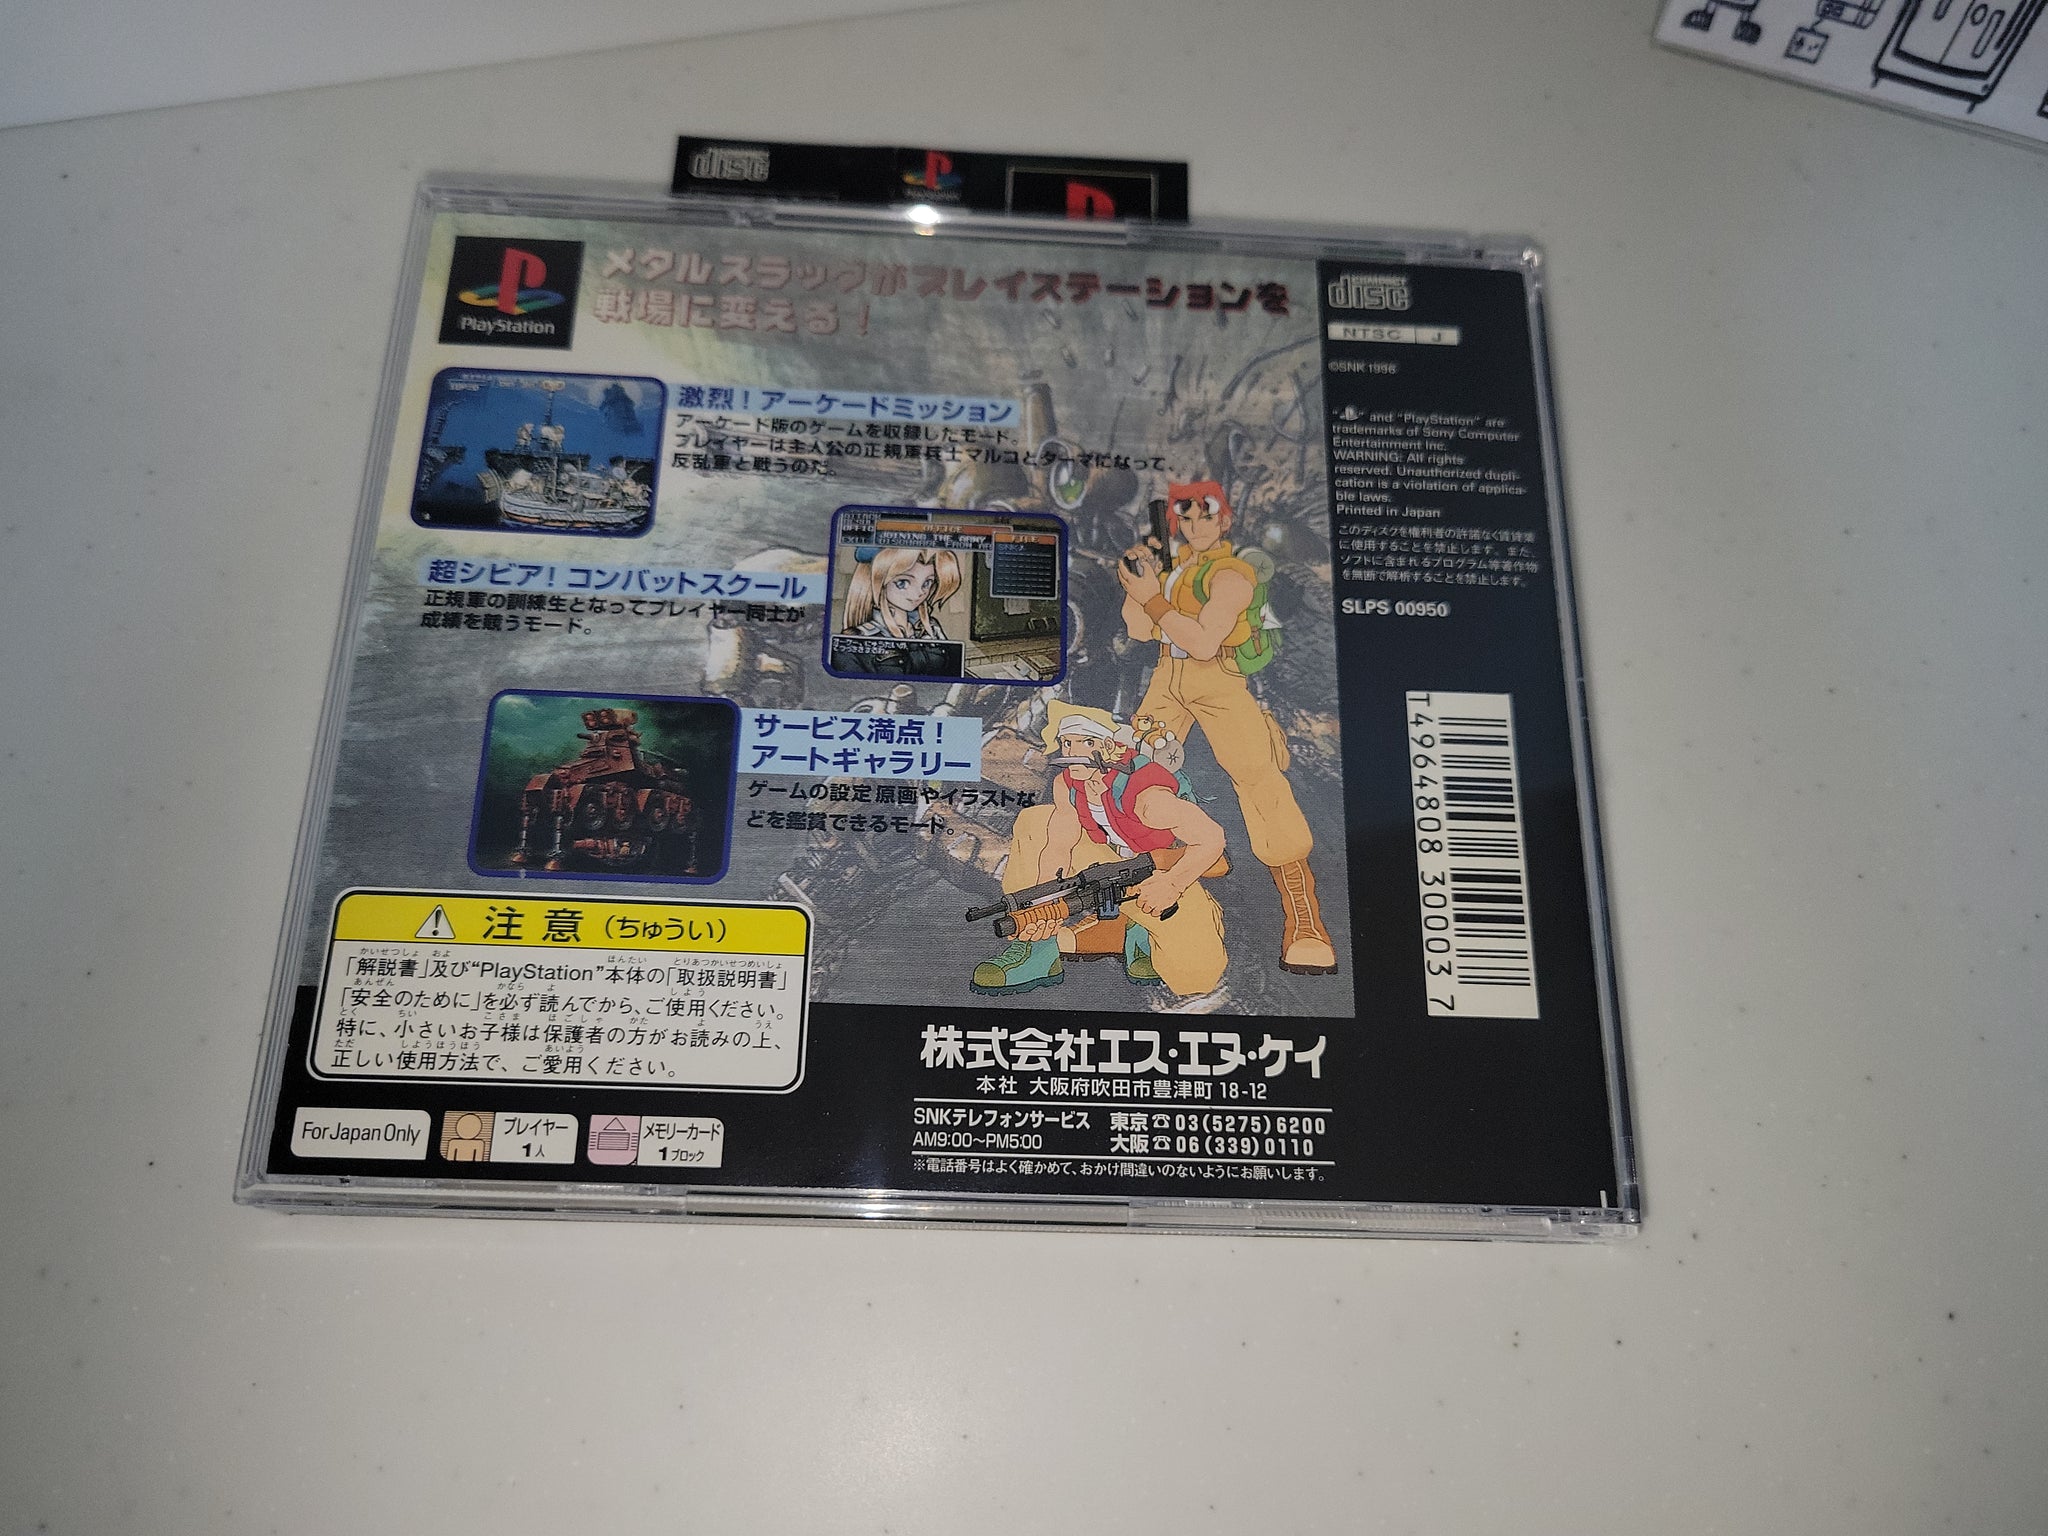 disc
PlayStation
メタルスラッグがプレイステーションを
戦場に変える！
激烈！アーケードミッション
アーケード版のゲームを収録したモード。
プレイヤーは主人公の正規軍兵士マルコとターマになって、
反乱軍と戦うのだ。
OFFICE
JOINING THE ARMY
超シビア！コンバットスクール
正規軍の訓練生となってプレイヤー同士が
成績を競うモード。
サービス満点！
アートギャラリー
ゲームの設定原画やイラストな
どを鑑賞できるモード。
注意（ちゅうい）
「解説書」及び“PlayStation”本体の「取扱説明書」
「安全のために」を必ず読んでから、ご使用ください。
特に、小さいお子様は保護者の方がお読みの上、
正しい使用方法で、ご愛用ください。
For Japan Only
プレイヤー
1人
メモリーカード
1ブロック
株式会社エス・エヌ・ケイ
本社 大阪府吹田市豊津町18-12
SNKテレフォンサービス 東京☎03(5275)6200
AM9:00～PM5:00 大阪☎06(339)0110
※電話番号はよく確かめて、おかけ間違いのないようにお願いします。
COMPACT
disc
NTSC J
©SNK 1996
“ ” and “PlayStation” are
trademarks of Sony Computer
Entertainment Inc.
WARNING: All rights
reserved. Unauthorized dupli-
cation is a violation of applica-
ble laws.
Printed in Japan
このディスクを権利者の許諾なく賃貸業
に使用することを禁止します。また、
ソフトに含まれるプログラム等著作物
を無断で解析することを禁止します。
SLPS 00950
T4964808 30003 7